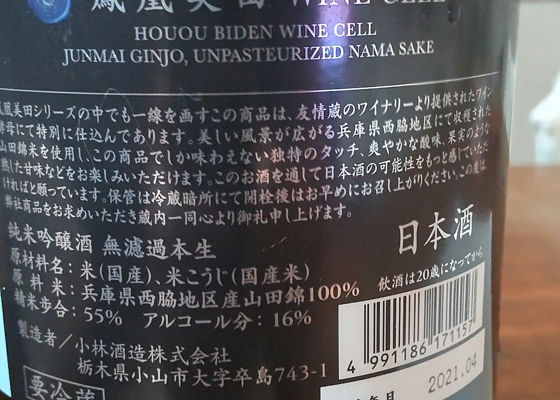 鳳凰美田 WINE CELL
HOUOU BIDEN WINE CELL
JUNMAI GINJO, UNPASTEURIZED NAMA SAKE
鳳凰美田シリーズの中でも一線を画すこの商品は、友情蔵のワイナリーより提供されたワイン
酵母にて特別に仕込んであります。美しい風景が広がる兵庫県西脇地区にて収穫された
山田錦米を使用し、この商品でしか味わえない独特のタッチ、爽やかな酸味、果実のような
熟した甘味などをお楽しみいただけます。このお酒を通して日本酒の可能性をもっと感じていただ
ければと願っています。保管は冷蔵暗所にて開栓後はお早めにお召し上がりください。この度は、
弊社商品をお求めいただき蔵内一同心より御礼申し上げます。
純米吟醸酒 無濾過本生
日本酒
原材料名：米(国産)、米こうじ(国産米)
原料米：兵庫県西脇地区産山田錦100%
飲酒は20歳になってから
精米歩合：55% アルコール分：16%
製造者／小林酒造株式会社
栃木県小山市大字卒島743-1
4 991186 171157
要冷蔵
年月
2021.04